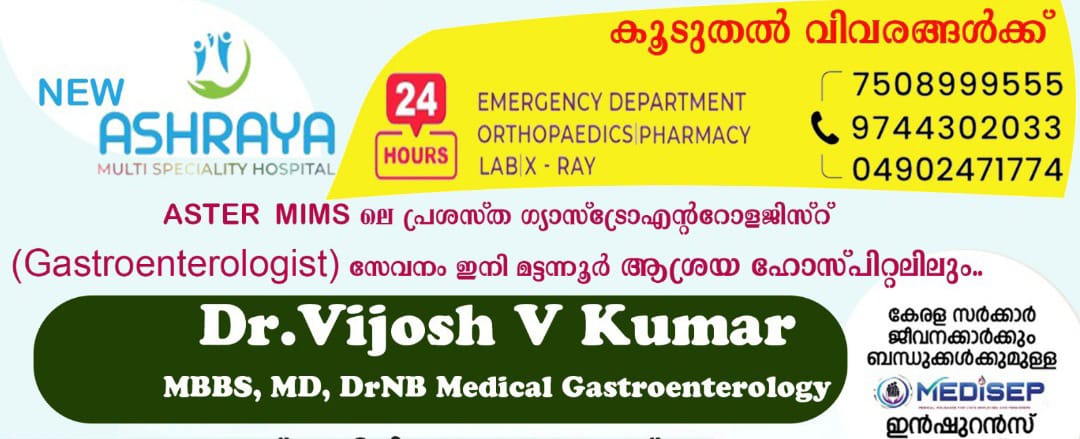 NEW
ASHRAYA
MULTI SPECIALITY HOSPITAL
കൂടുതൽ വിവരങ്ങൾക്ക്
24
HOURS
EMERGENCY DEPARTMENT
ORTHOPAEDICS|PHARMACY
LAB|X - RAY
7508999555
9744302033
04902471774
ASTER MIMS ലെ പ്രശസ്ത ഗ്യാസ്ട്രോഎന്ററോളജിസ്റ്റ്
(Gastroenterologist) സേവനം ഇനി മട്ടന്നൂർ ആശ്രയ ഹോസ്പിറ്റലിലും..
Dr.Vijosh V Kumar
MBBS, MD, DrNB Medical Gastroenterology
കേരള സർക്കാർ
ജീവനക്കാർക്കും
ബന്ധുക്കൾക്കുമുള്ള
MEDISEP
ഇൻഷുറൻസ്